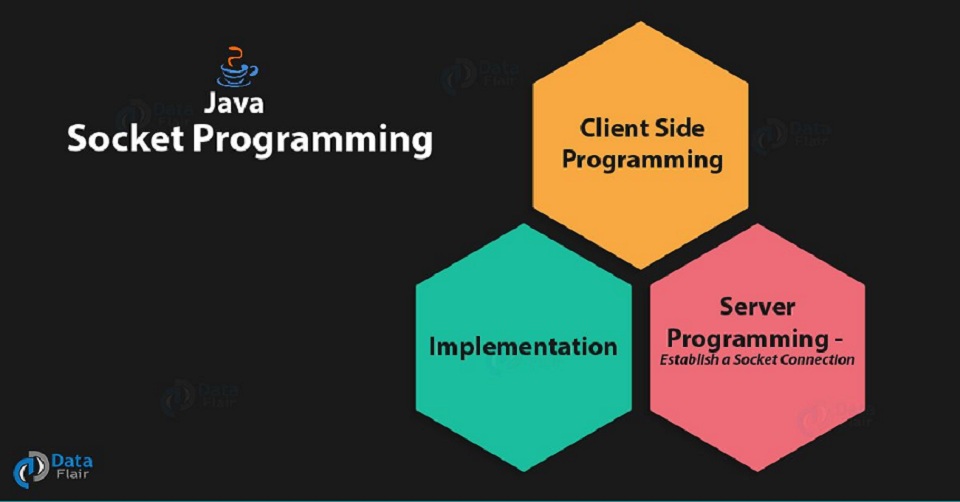 Java
Socket Programming
Client Side
Programming
Implementation
Server
Programming -
Establish a Socket Connection
Data
Flair